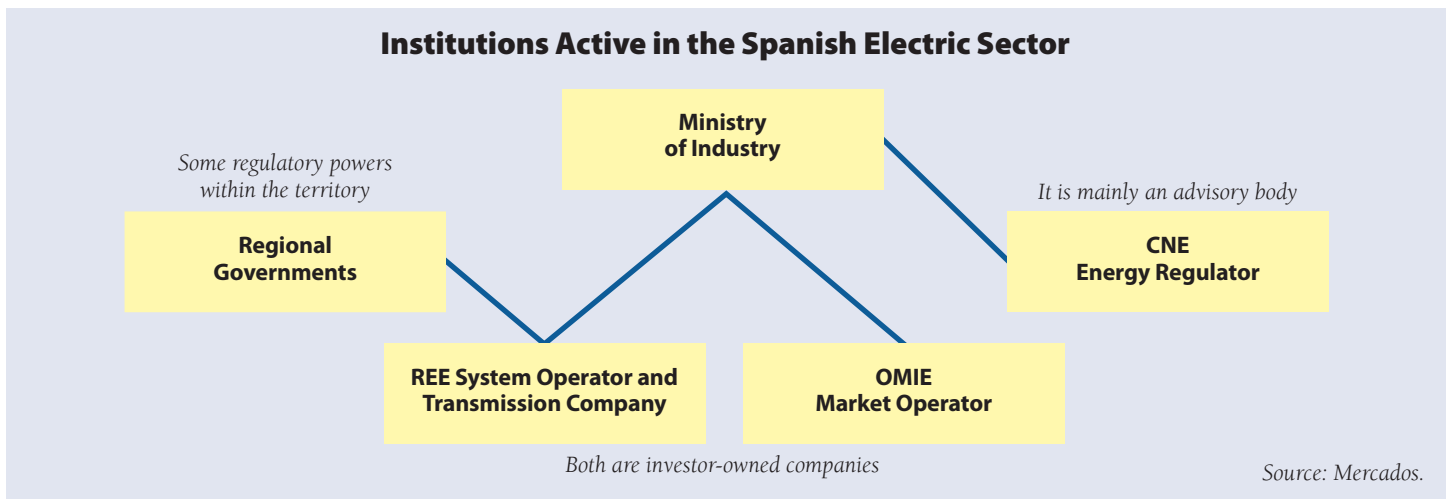 Institutions Active in the Spanish Electric Sector
Ministry
of Industry
Some regulatory powers
within the territory
It is mainly an advisory body
Regional
Governments
CNE
Energy Regulator
REE System Operator and
Transmission Company
OMIE
Market Operator
Both are investor-owned companies
Source: Mercados.